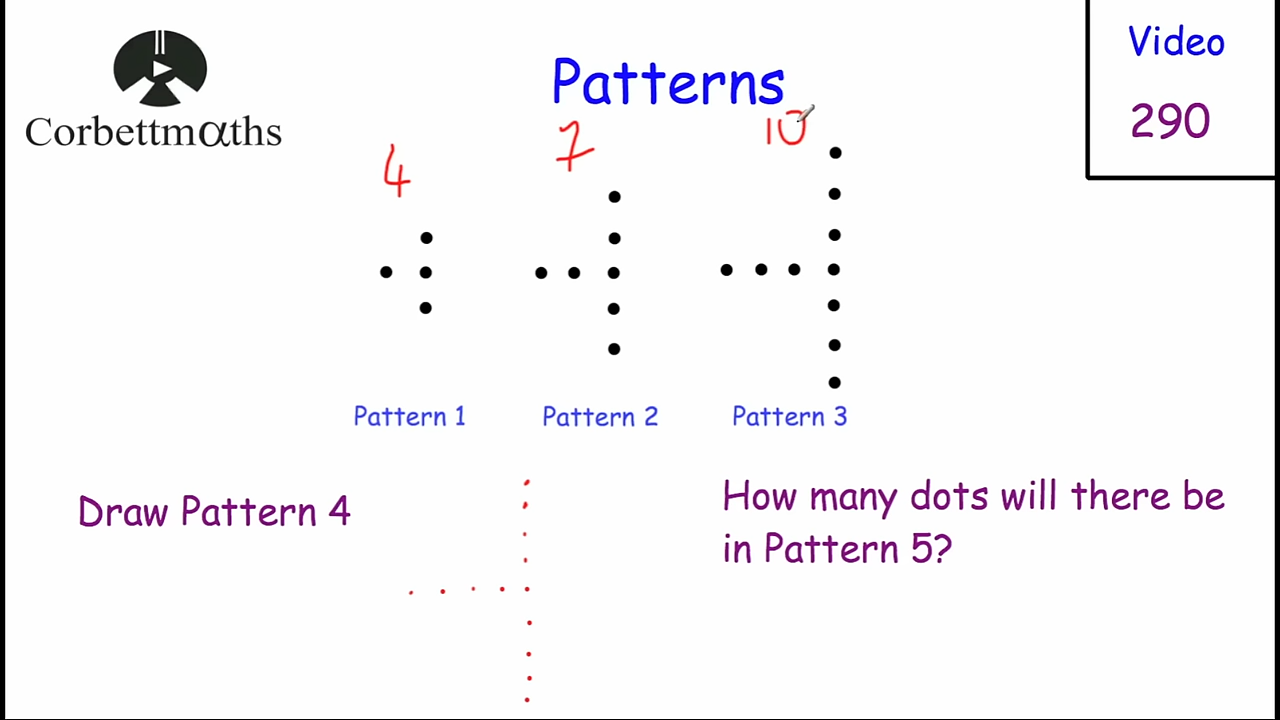 Corbettmαths
Patterns
Video
290
4
7
10
Pattern 1
Pattern 2
Pattern 3
Draw Pattern 4
How many dots will there be
in Pattern 5?